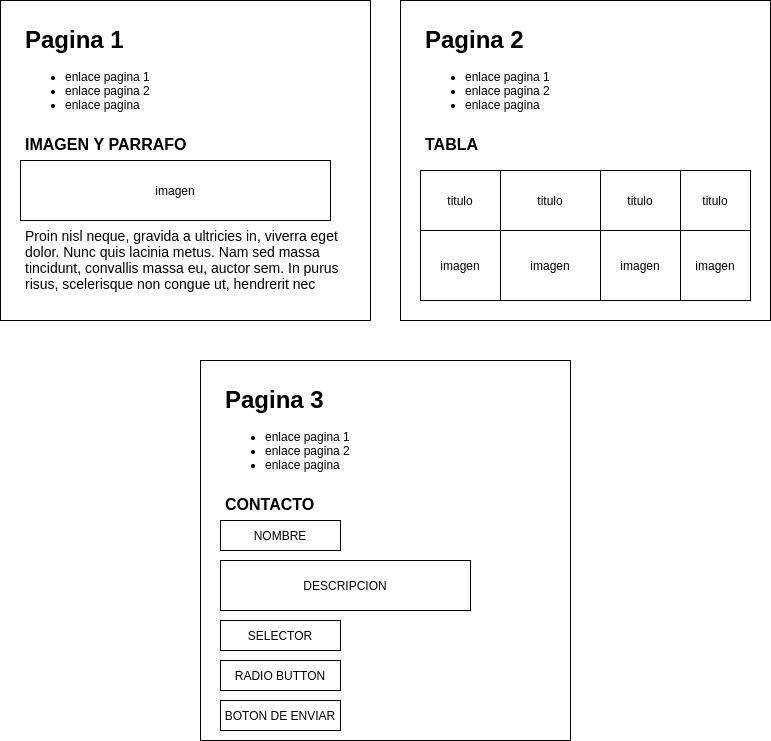 Pagina 1
enlace pagina 1
enlace pagina 2
enlace pagina
IMAGEN Y PARRAFO
imagen
Proin nisl neque, gravida a ultricies in, viverra eget
dolor. Nunc quis lacinia metus. Nam sed massa
tincidunt, convallis massa eu, auctor sem. In purus
risus, scelerisque non congue ut, hendrerit nec
Pagina 2
enlace pagina 1
enlace pagina 2
enlace pagina
TABLA
titulo titulo titulo titulo
imagen imagen imagen imagen
Pagina 3
enlace pagina 1
enlace pagina 2
enlace pagina
CONTACTO
NOMBRE
DESCRIPCION
SELECTOR
RADIO BUTTON
BOTON DE ENVIAR